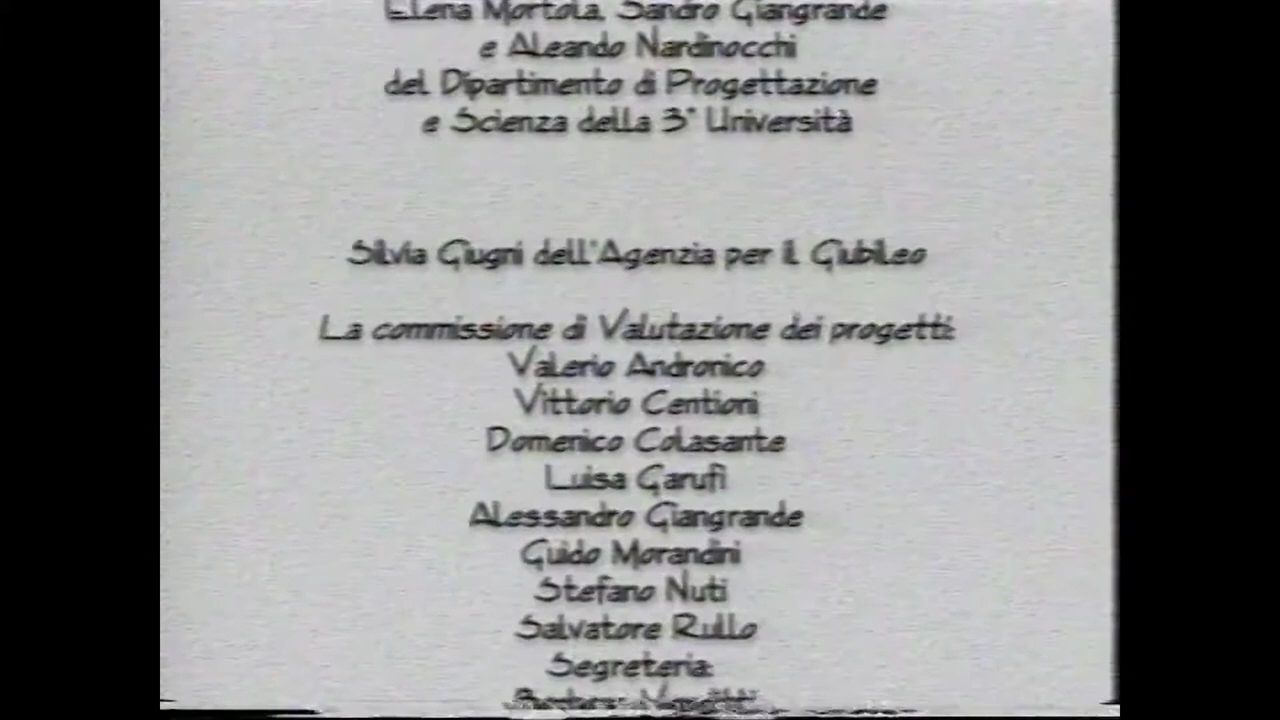 Elena Mortola, Sandro Giangrande
e Aleando Nardinocchi
del Dipartimento di Progettazione
e Scienza della 3° Università
Silvia Giugni dell'Agenzia per il Giubileo
La commissione di Valutazione dei progetti:
Valerio Andronico
Vittorio Centioni
Domenico Colasante
Luisa Garufi
Alessandro Giangrande
Guido Morandini
Stefano Nuti
Salvatore Rullo
Segreteria: